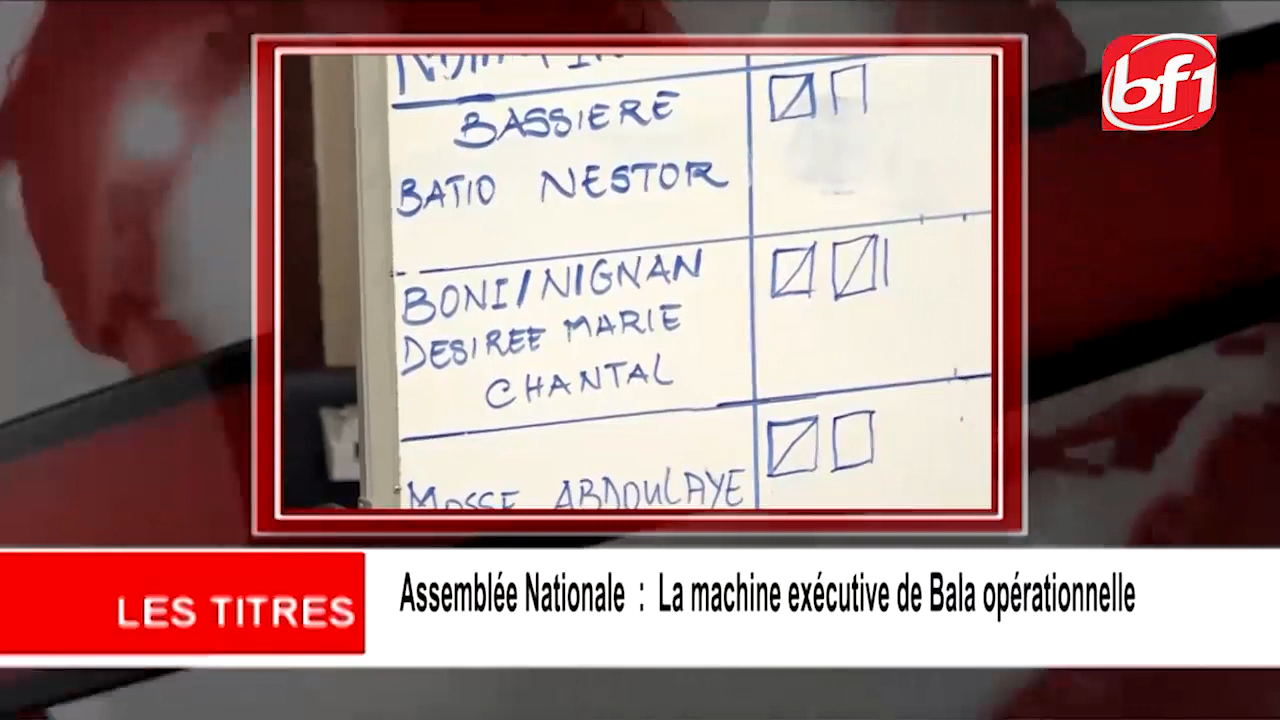 bf1
BASSIERE
BATIO NESTOR
BONI/NIGNAN
DESIREE MARIE
CHANTAL
MOSSE ABDOULAYE
LES TITRES
Assemblée Nationale : La machine exécutive de Bala opérationnelle